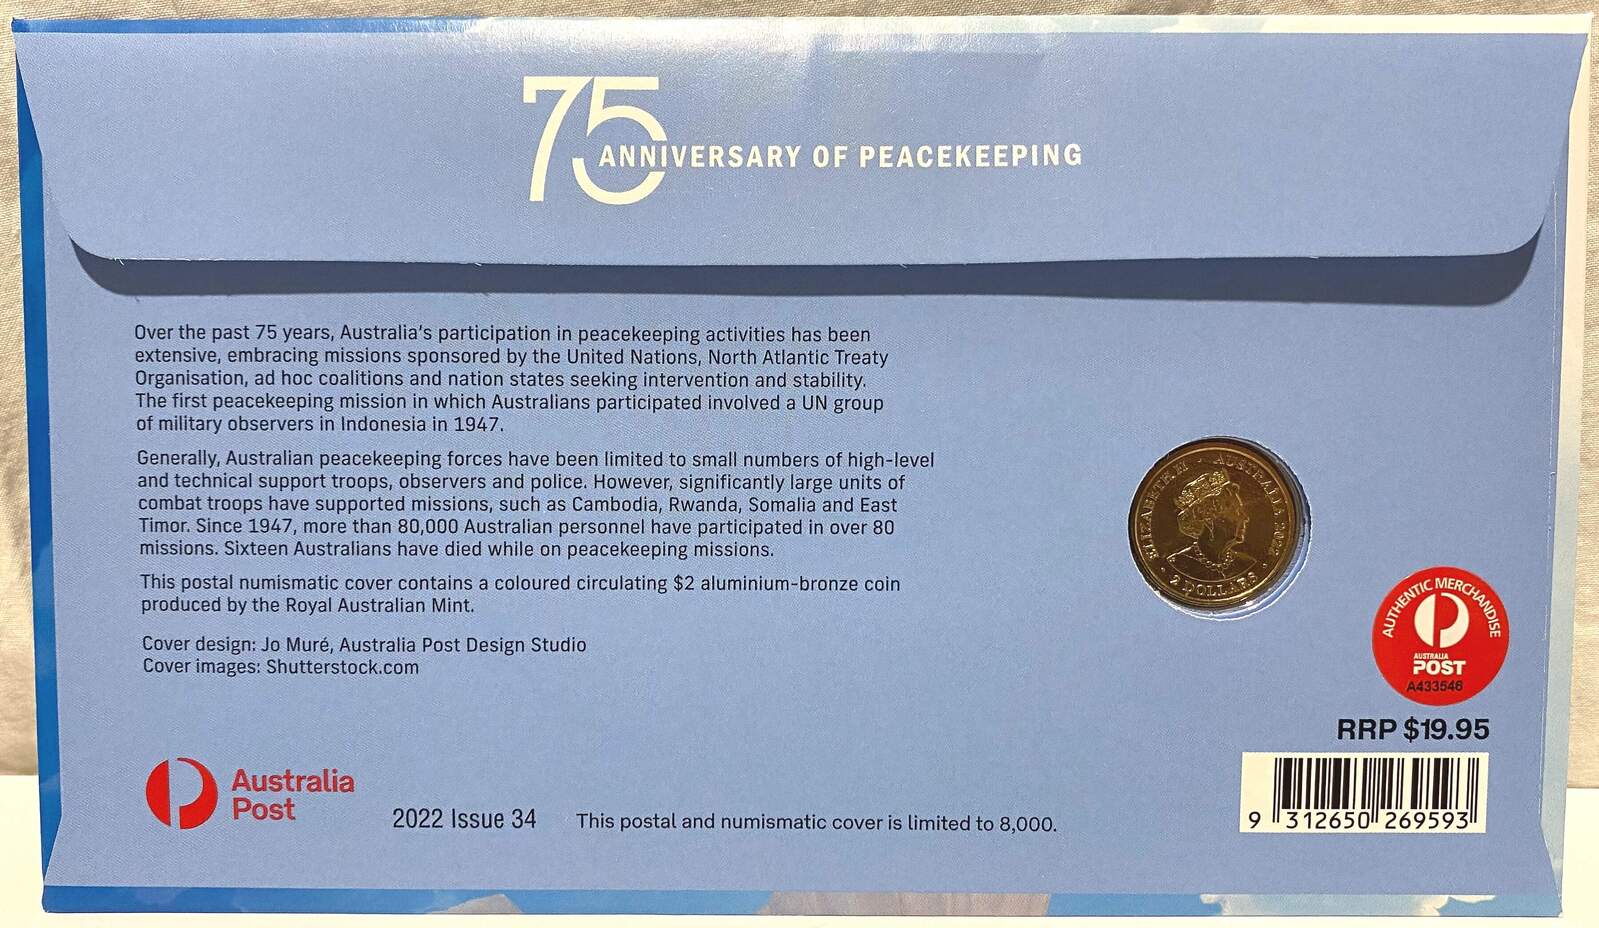 75
ANNIVERSARY OF PEACEKEEPING
Over the past 75 years, Australia's participation in peacekeeping activities has been
extensive, embracing missions sponsored by the United Nations, North Atlantic Treaty
Organisation, ad hoc coalitions and nation states seeking intervention and stability.
The first peacekeeping mission in which Australians participated involved a UN group
of military observers in Indonesia in 1947.
Generally, Australian peacekeeping forces have been limited to small numbers of high-level
and technical support troops, observers and police. However, significantly large units of
combat troops have supported missions, such as Cambodia, Rwanda, Somalia and East
Timor. Since 1947, more than 80,000 Australian personnel have participated in over 80
missions. Sixteen Australians have died while on peacekeeping missions.
This postal numismatic cover contains a coloured circulating $2 aluminium-bronze coin
produced by the Royal Australian Mint.
Cover design: Jo Muré, Australia Post Design Studio
Cover images: Shutterstock.com
ELIZABETH II · AUSTRALIA 2022
· 2 DOLLARS ·
AUTHENTIC MERCHANDISE
AUSTRALIA
POST
A433546
RRP $19.95
Australia
Post
2022 Issue 34
This postal and numismatic cover is limited to 8,000.
9 312650 269593